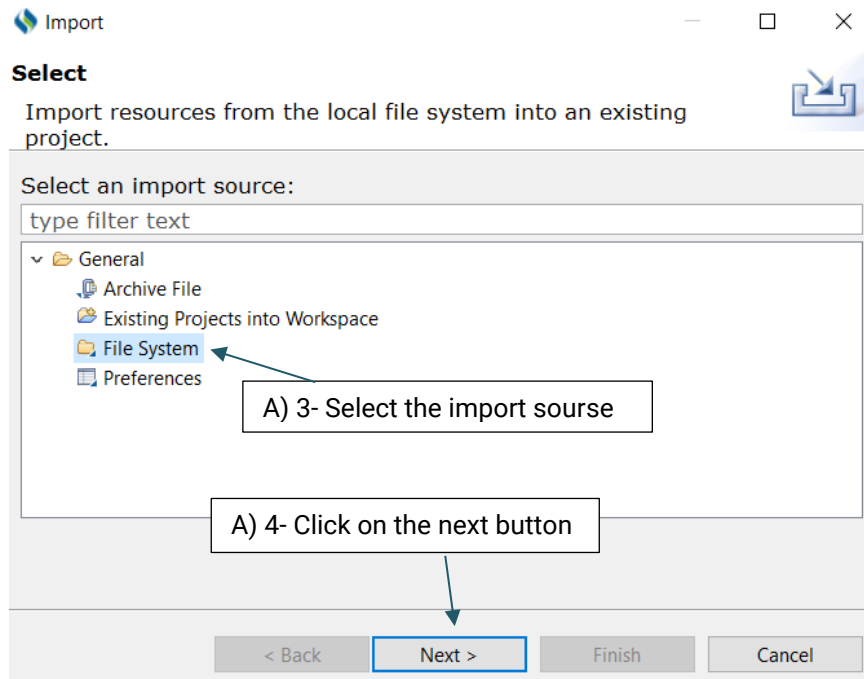 Import
Select
Import resources from the local file system into an existing
project.
Select an import source:
type filter text
General
Archive File
Existing Projects into Workspace
File System
Preferences
A) 3- Select the import sourse
A) 4- Click on the next button
< Back
Next >
Finish
Cancel